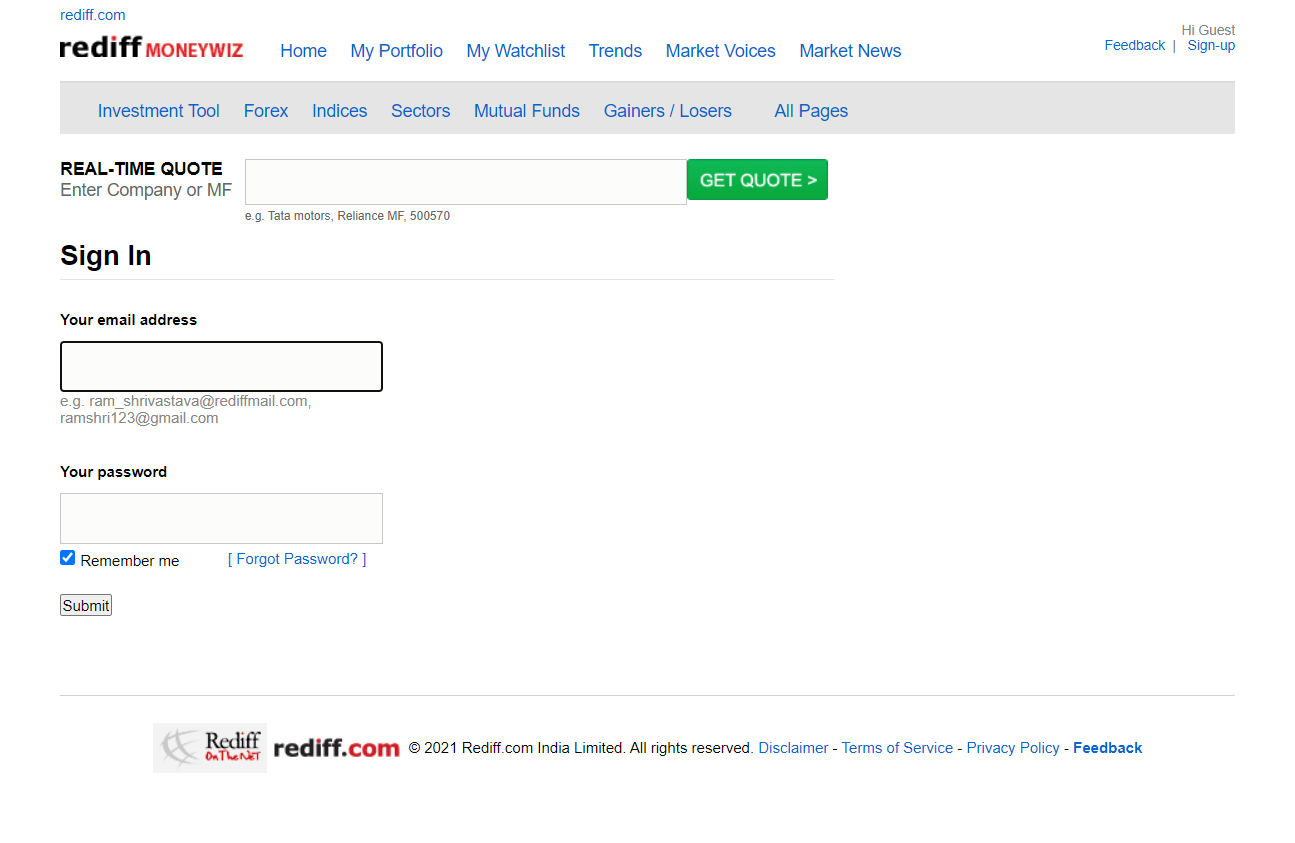 rediff.com
rediff MONEYWIZ Home My Portfolio My Watchlist Trends Market Voices Market News
Hi Guest
Feedback | Sign-up
Investment Tool Forex Indices Sectors Mutual Funds Gainers / Losers All Pages
REAL-TIME QUOTE
Enter Company or MF
GET QUOTE >
e.g. Tata motors, Reliance MF, 500570
Sign In
Your email address
e.g. ram_shrivastava@rediffmail.com,
ramshri123@gmail.com
Your password
Remember me [ Forgot Password? ]
Submit
Rediff
On The NeT
rediff.com © 2021 Rediff.com India Limited. All rights reserved. Disclaimer - Terms of Service - Privacy Policy - Feedback